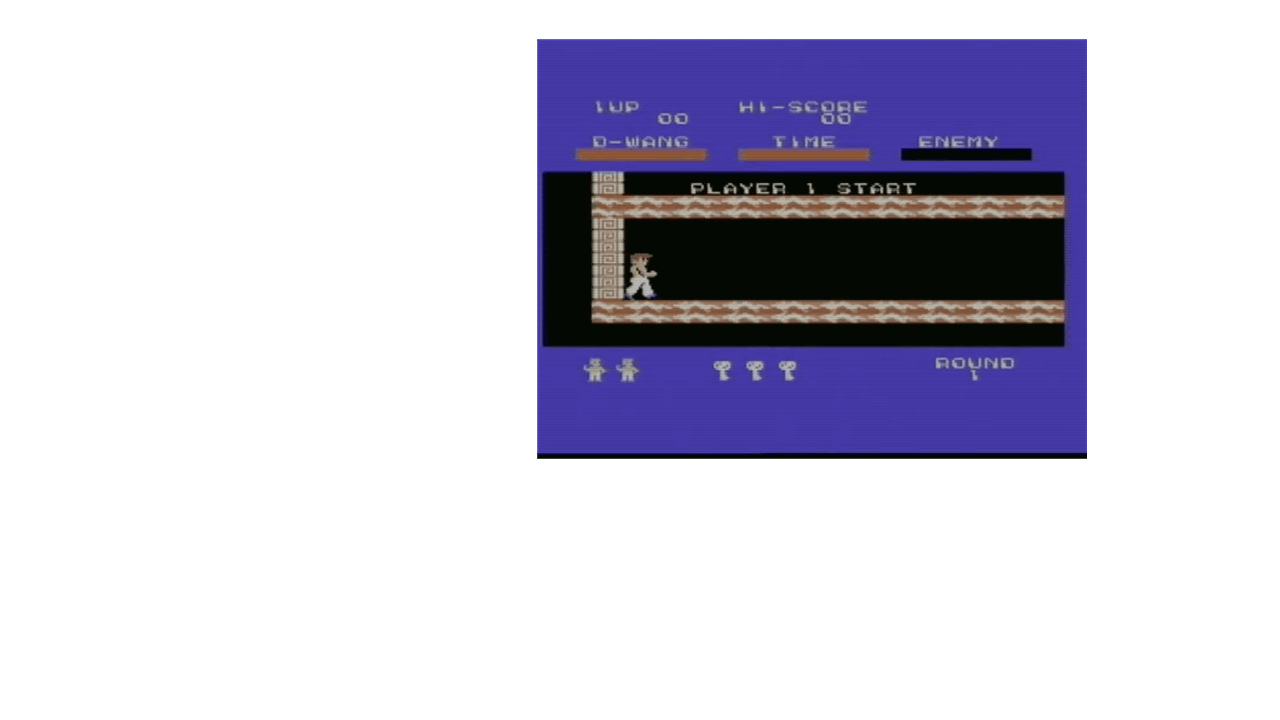 1UP HI-SCORE
00 00
D-WANG TIME ENEMY
PLAYER 1 START
ROUND
1